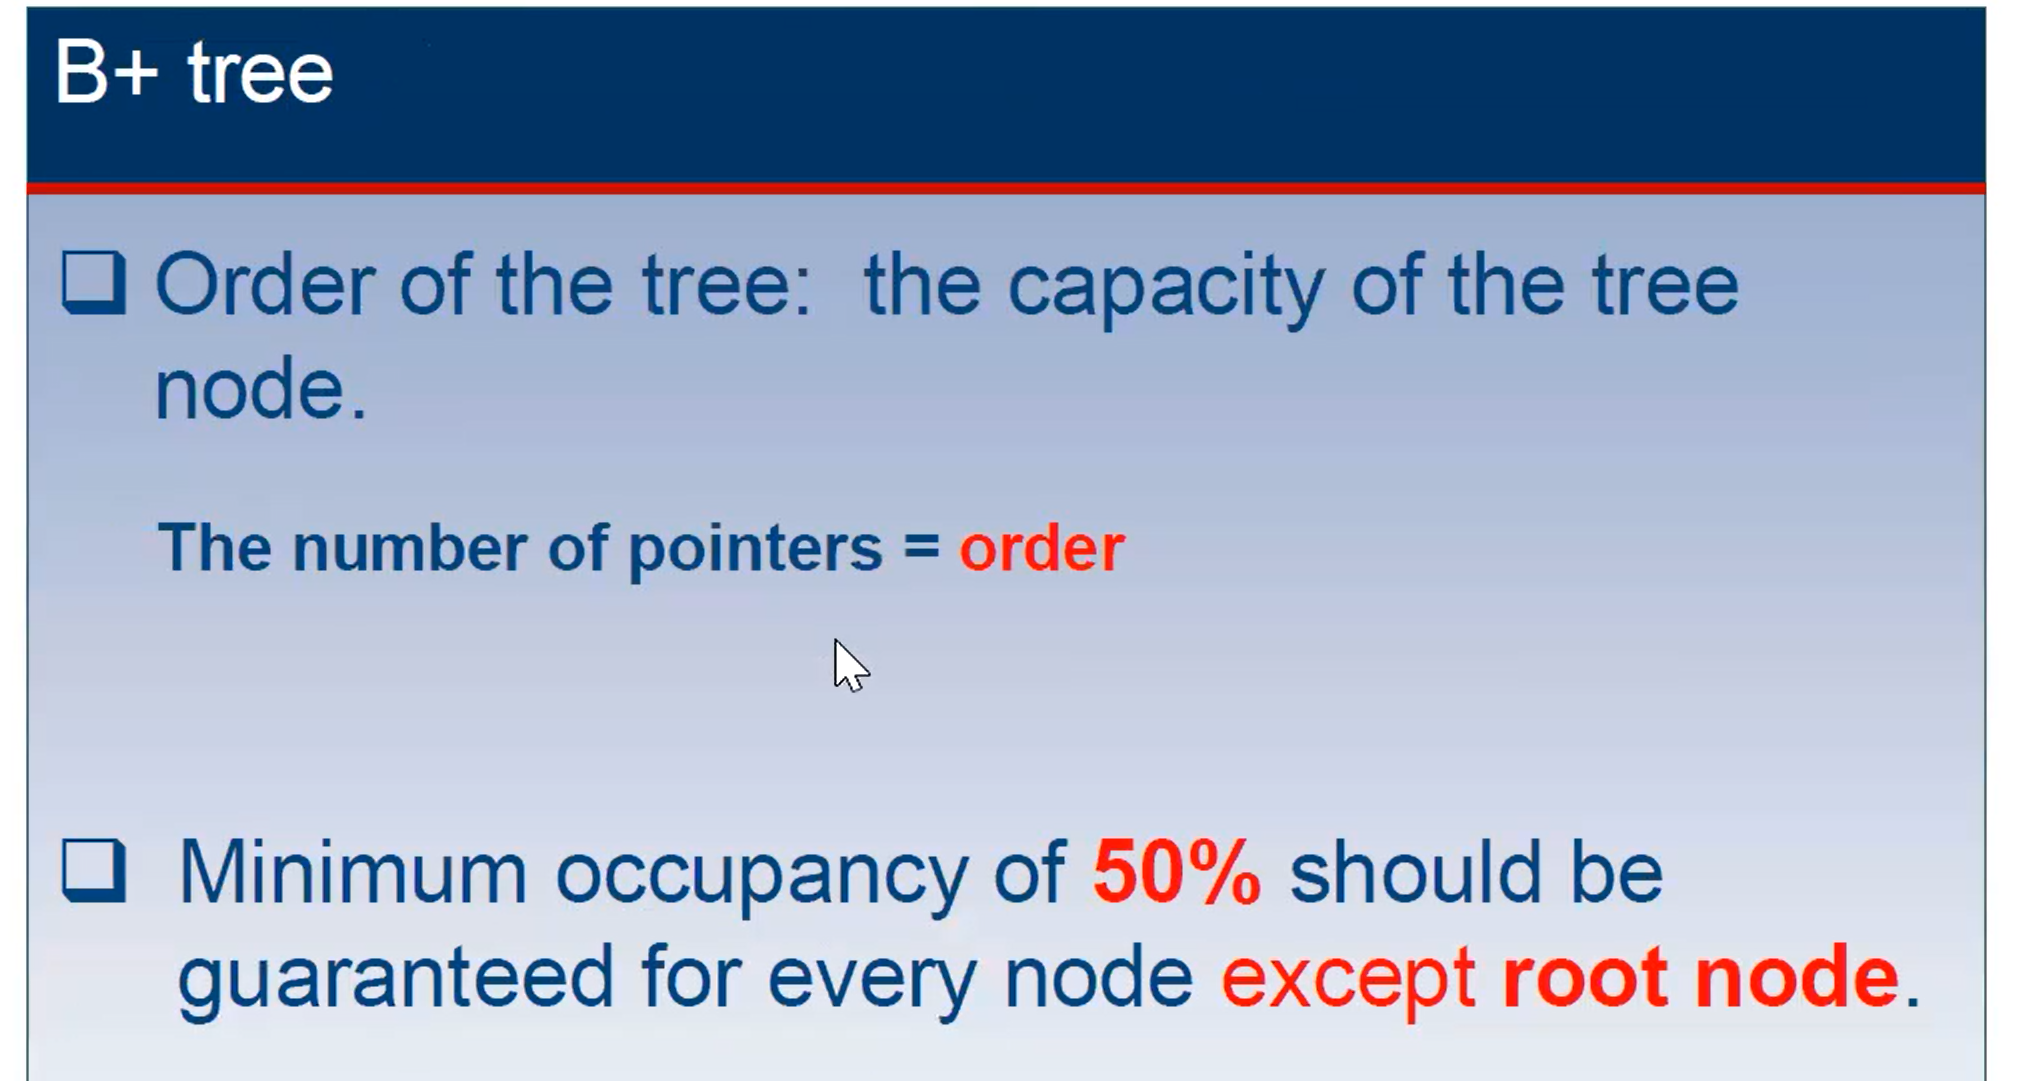 B+ tree
Order of the tree: the capacity of the tree
node.
The number of pointers = order
Minimum occupancy of 50% should be
guaranteed for every node except root node.